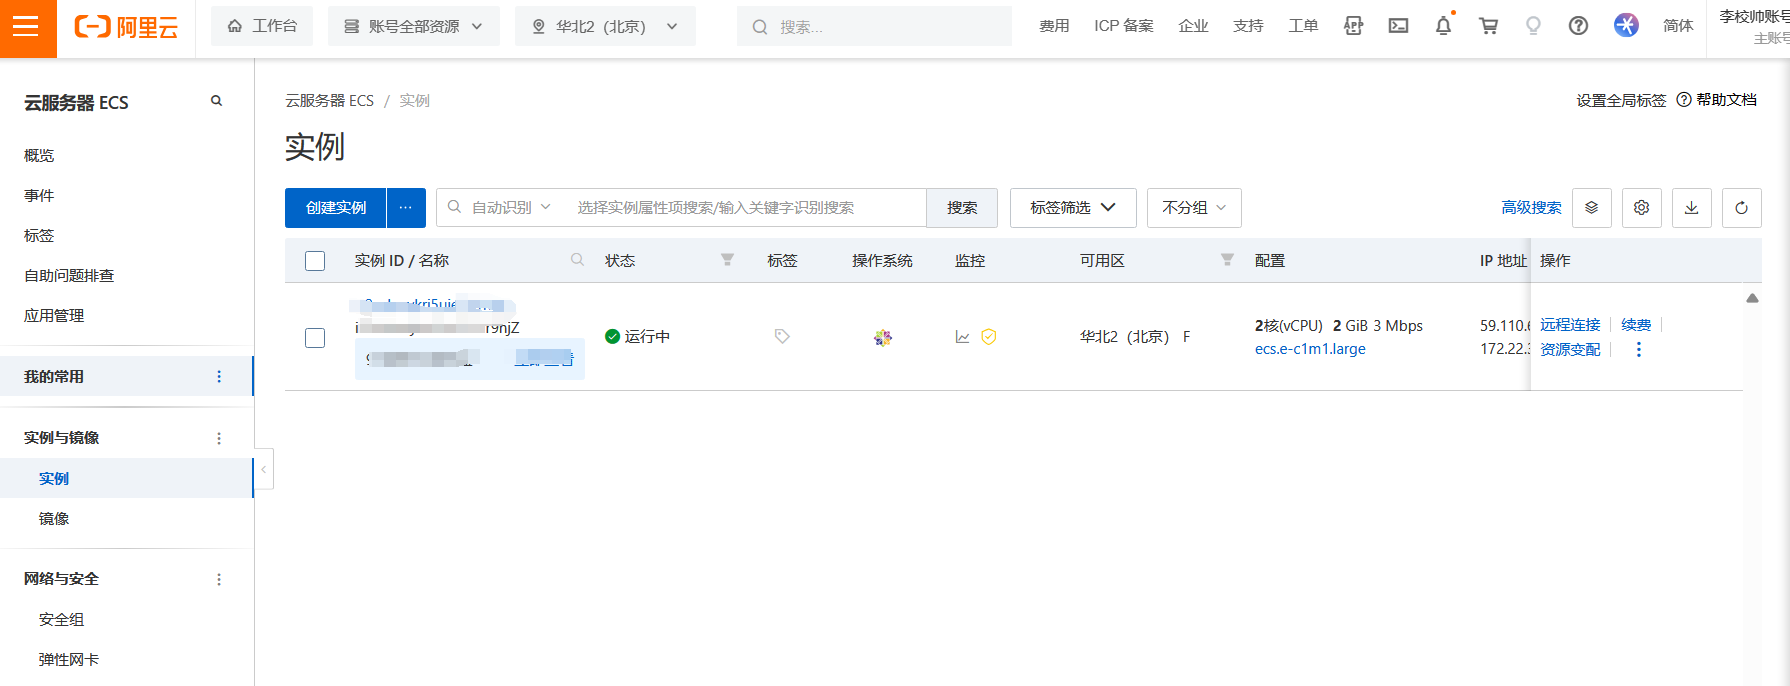 阿里云
工作台
账号全部资源
华北2（北京）
搜索...
费用
ICP 备案
企业
支持
工单
简体
李校帅账号
主账号
云服务器 ECS
概览
事件
标签
自助问题排查
应用管理
我的常用
实例与镜像
实例
镜像
网络与安全
安全组
弹性网卡
云服务器 ECS / 实例
设置全局标签
帮助文档
实例
创建实例
...
自动识别
选择实例属性项搜索/输入关键字识别搜索
搜索
标签筛选
不分组
高级搜索
实例 ID / 名称
状态
标签
操作系统
监控
可用区
配置
IP 地址
操作
r9hjZ
运行中
华北2（北京） F
2核(vCPU) 2 GiB 3 Mbps
ecs.e-c1m1.large
59.110.
172.22.
远程连接
续费
资源变配